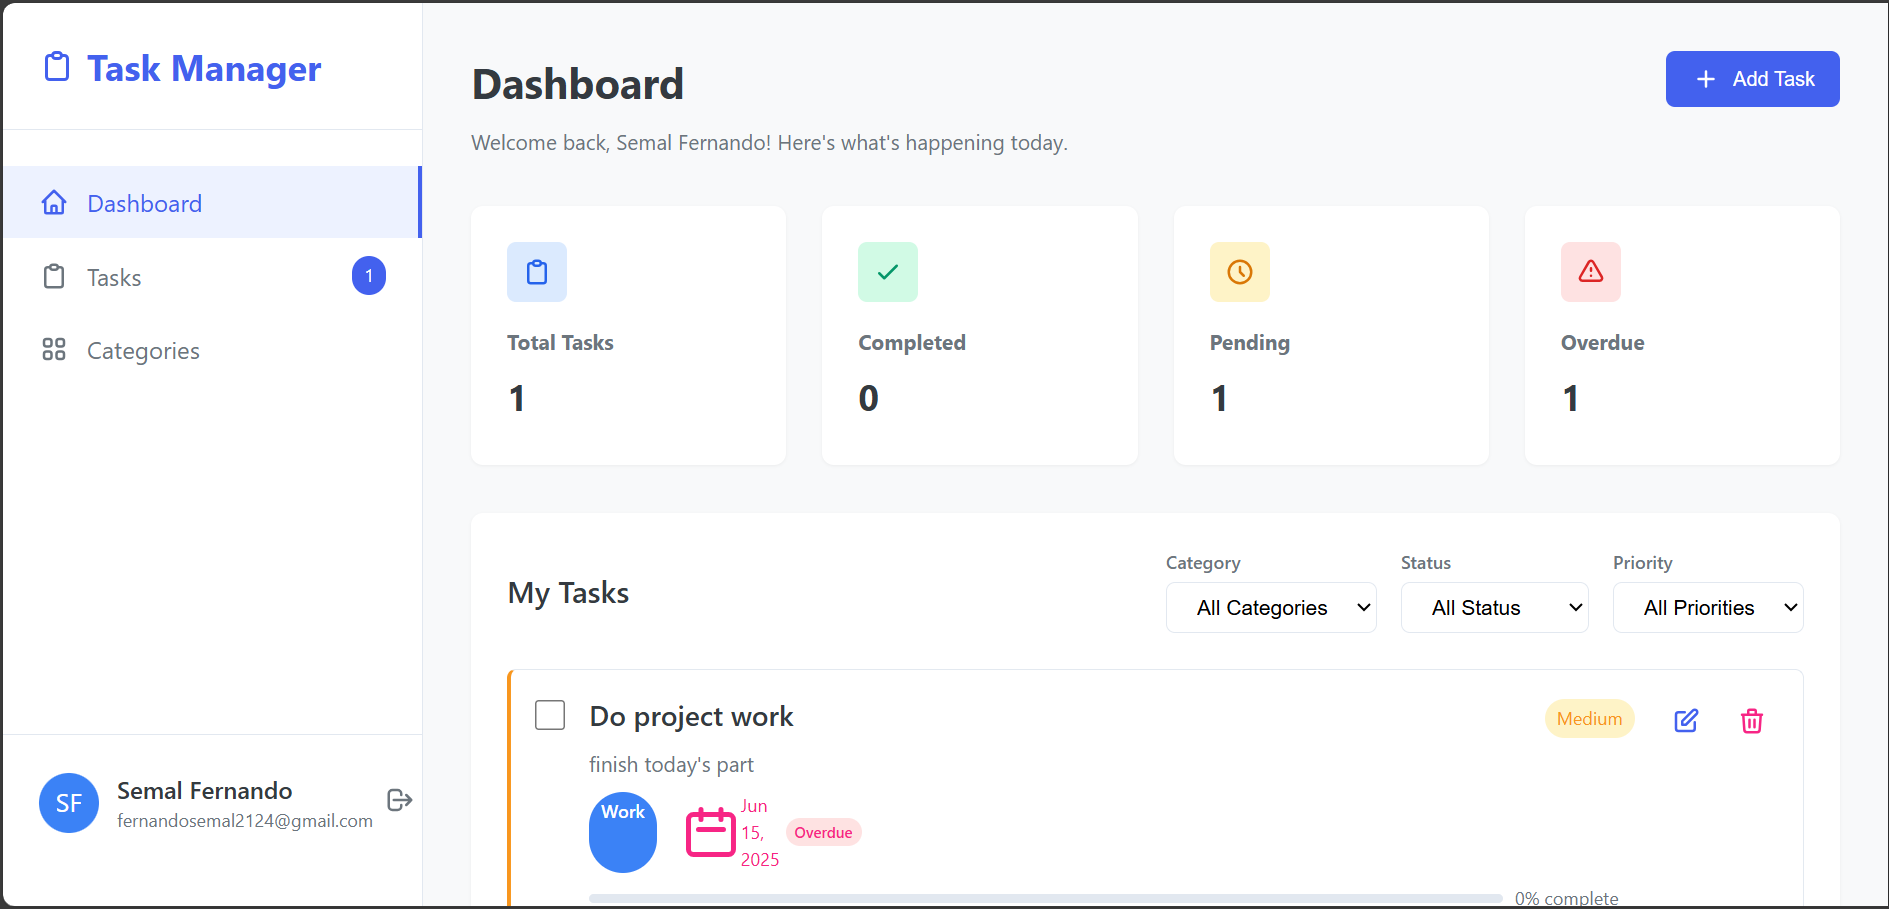 Task Manager
Dashboard
Tasks
1
Categories
SF
Semal Fernando
fernandosemal2124@gmail.com
Dashboard
Welcome back, Semal Fernando! Here's what's happening today.
Add Task
Total Tasks
1
Completed
0
Pending
1
Overdue
1
My Tasks
Category
All Categories
Status
All Status
Priority
All Priorities
Do project work
Medium
finish today's part
Work
Jun
15,
2025
Overdue
0% complete